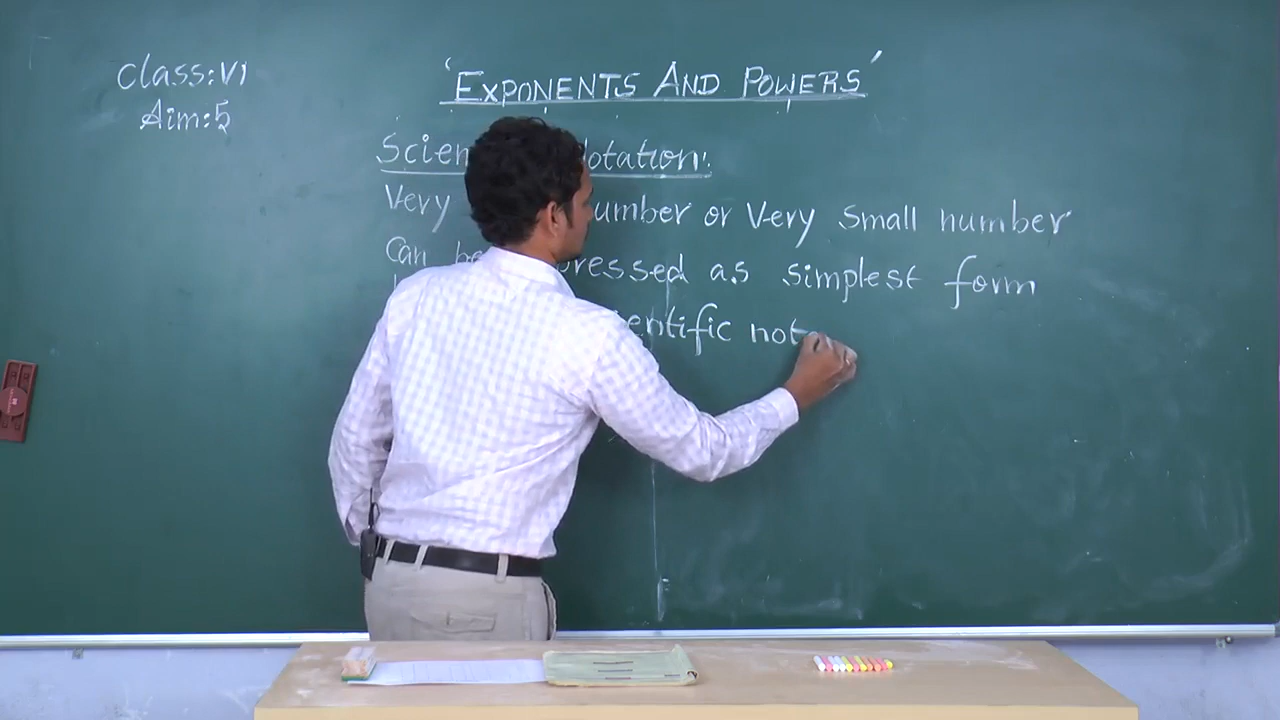 Class:VI
Aim:5
'EXPONENTS AND POWERS'
Scien otation:
Very umber or Very small number
Can be pressed as simplest form
entific not